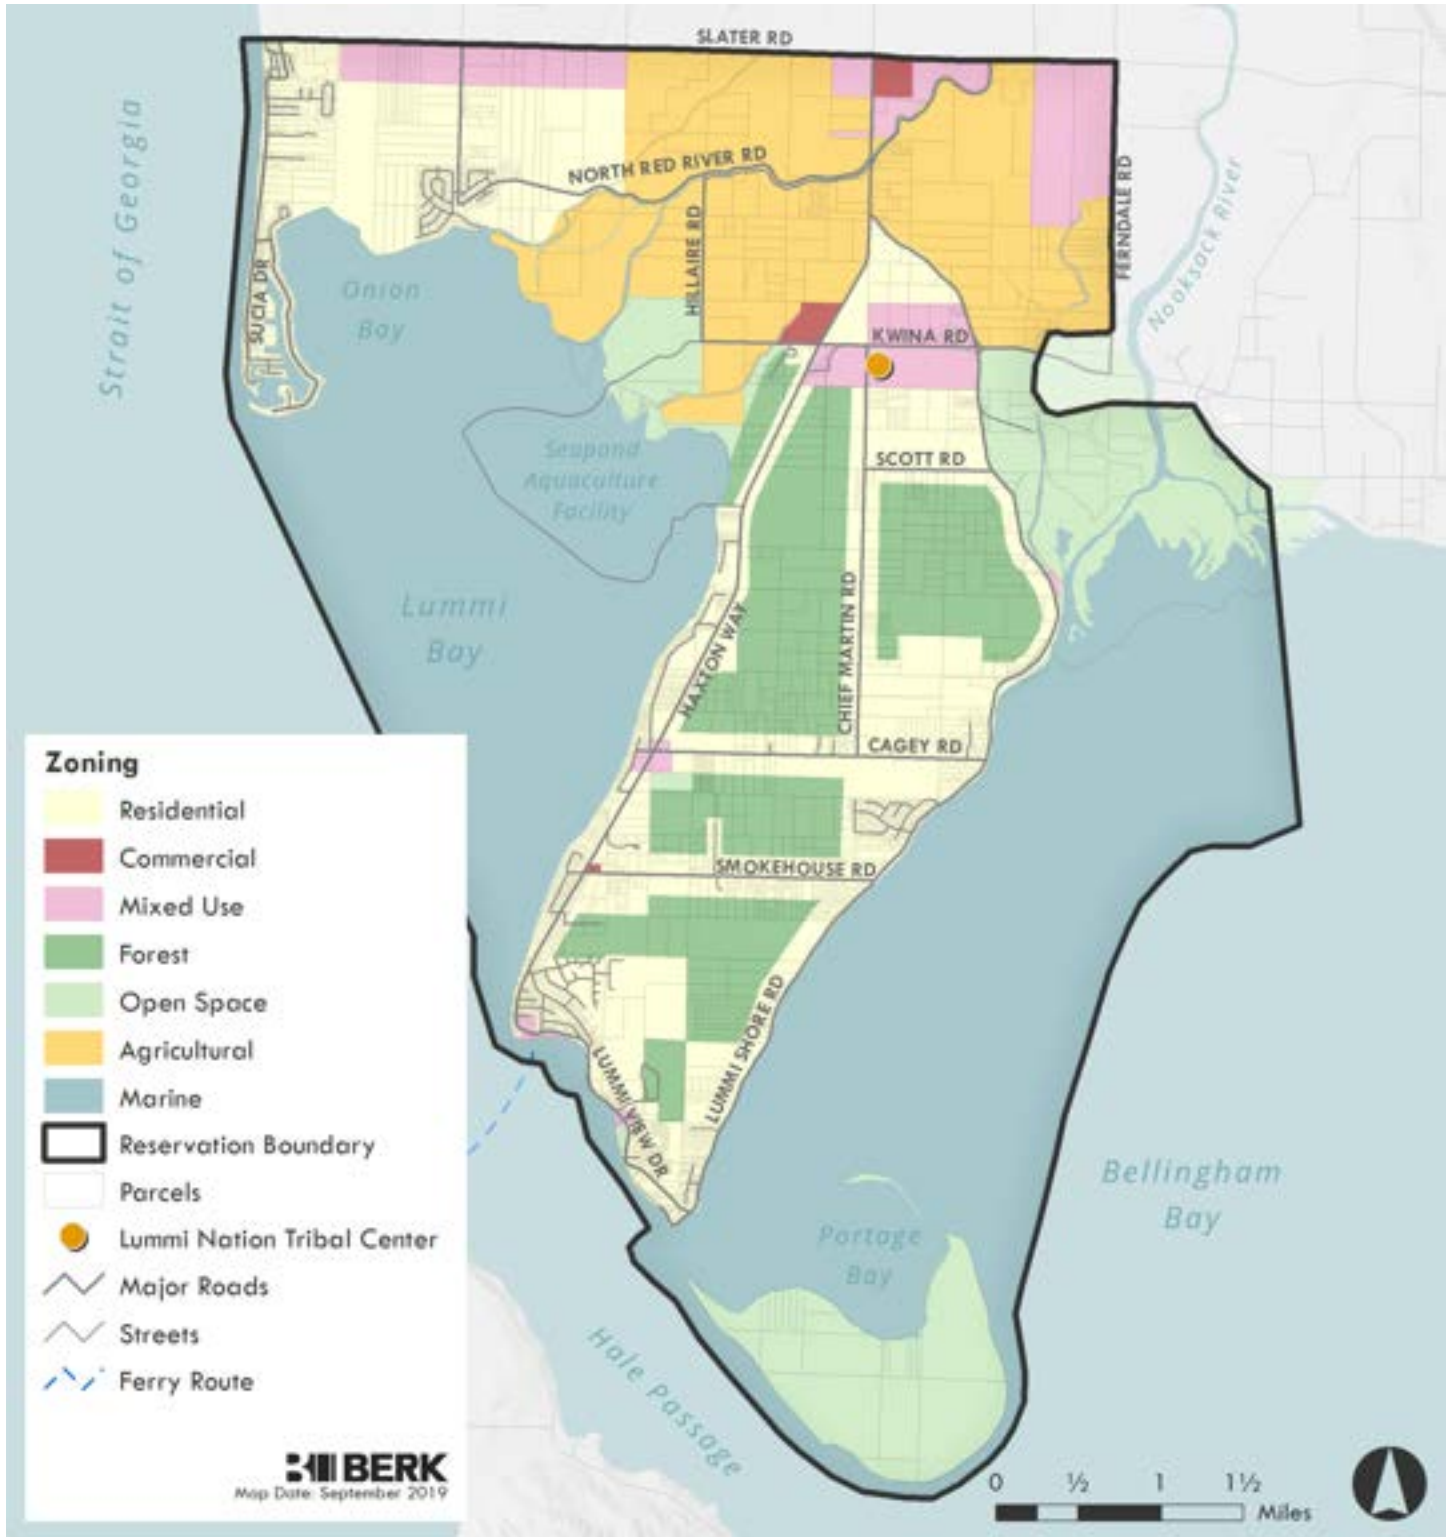 SLATER RD
Strait of Georgia
NORTH RED RIVER RD
HILLAIRE RD
FERNDALE RD
Nooksack River
SUCIA DR
Onion
Bay
KWINA RD
Seapond
Aquaculture
Facility
SCOTT RD
Lummi
Bay
HAXTON WAY
CHIEF MARTIN RD
CAGEY RD
SMOKEHOUSE RD
LUMMI SHORE RD
LUMMI VIEW DR
Bellingham
Bay
Portage
Bay
Hale Passage
Zoning
Residential
Commercial
Mixed Use
Forest
Open Space
Agricultural
Marine
Reservation Boundary
Parcels
Lummi Nation Tribal Center
Major Roads
Streets
Ferry Route
BERK
Map Date: September 2019
0 ½ 1 1½
Miles